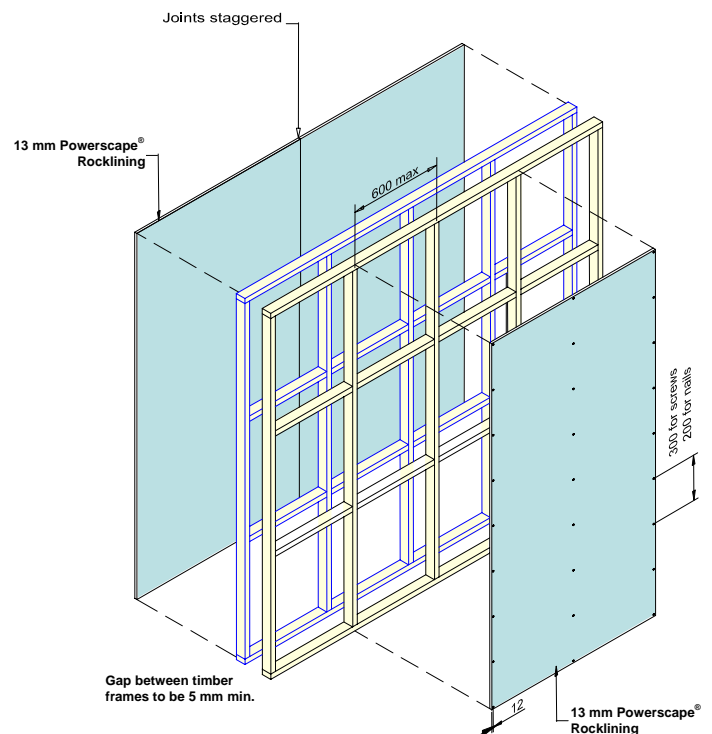 Joints staggered
13 mm Powerscape®
Rocklining
600 max
300 for screws
200 for nails
Gap between timber
frames to be 5 mm min.
12
13 mm Powerscape®
Rocklining